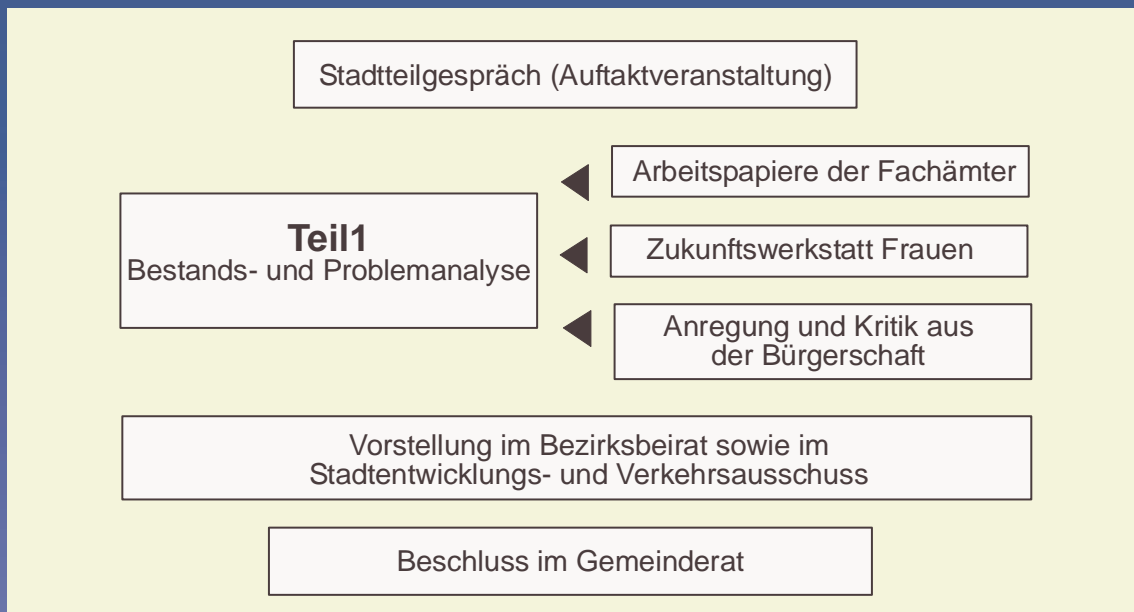 Stadtteilgespräch (Auftaktveranstaltung)
Arbeitspapiere der Fachämter
Teil1
Bestands- und Problemanalyse
Zukunftswerkstatt Frauen
Anregung und Kritik aus
der Bürgerschaft
Vorstellung im Bezirksbeirat sowie im
Stadtentwicklungs- und Verkehrsausschuss
Beschluss im Gemeinderat